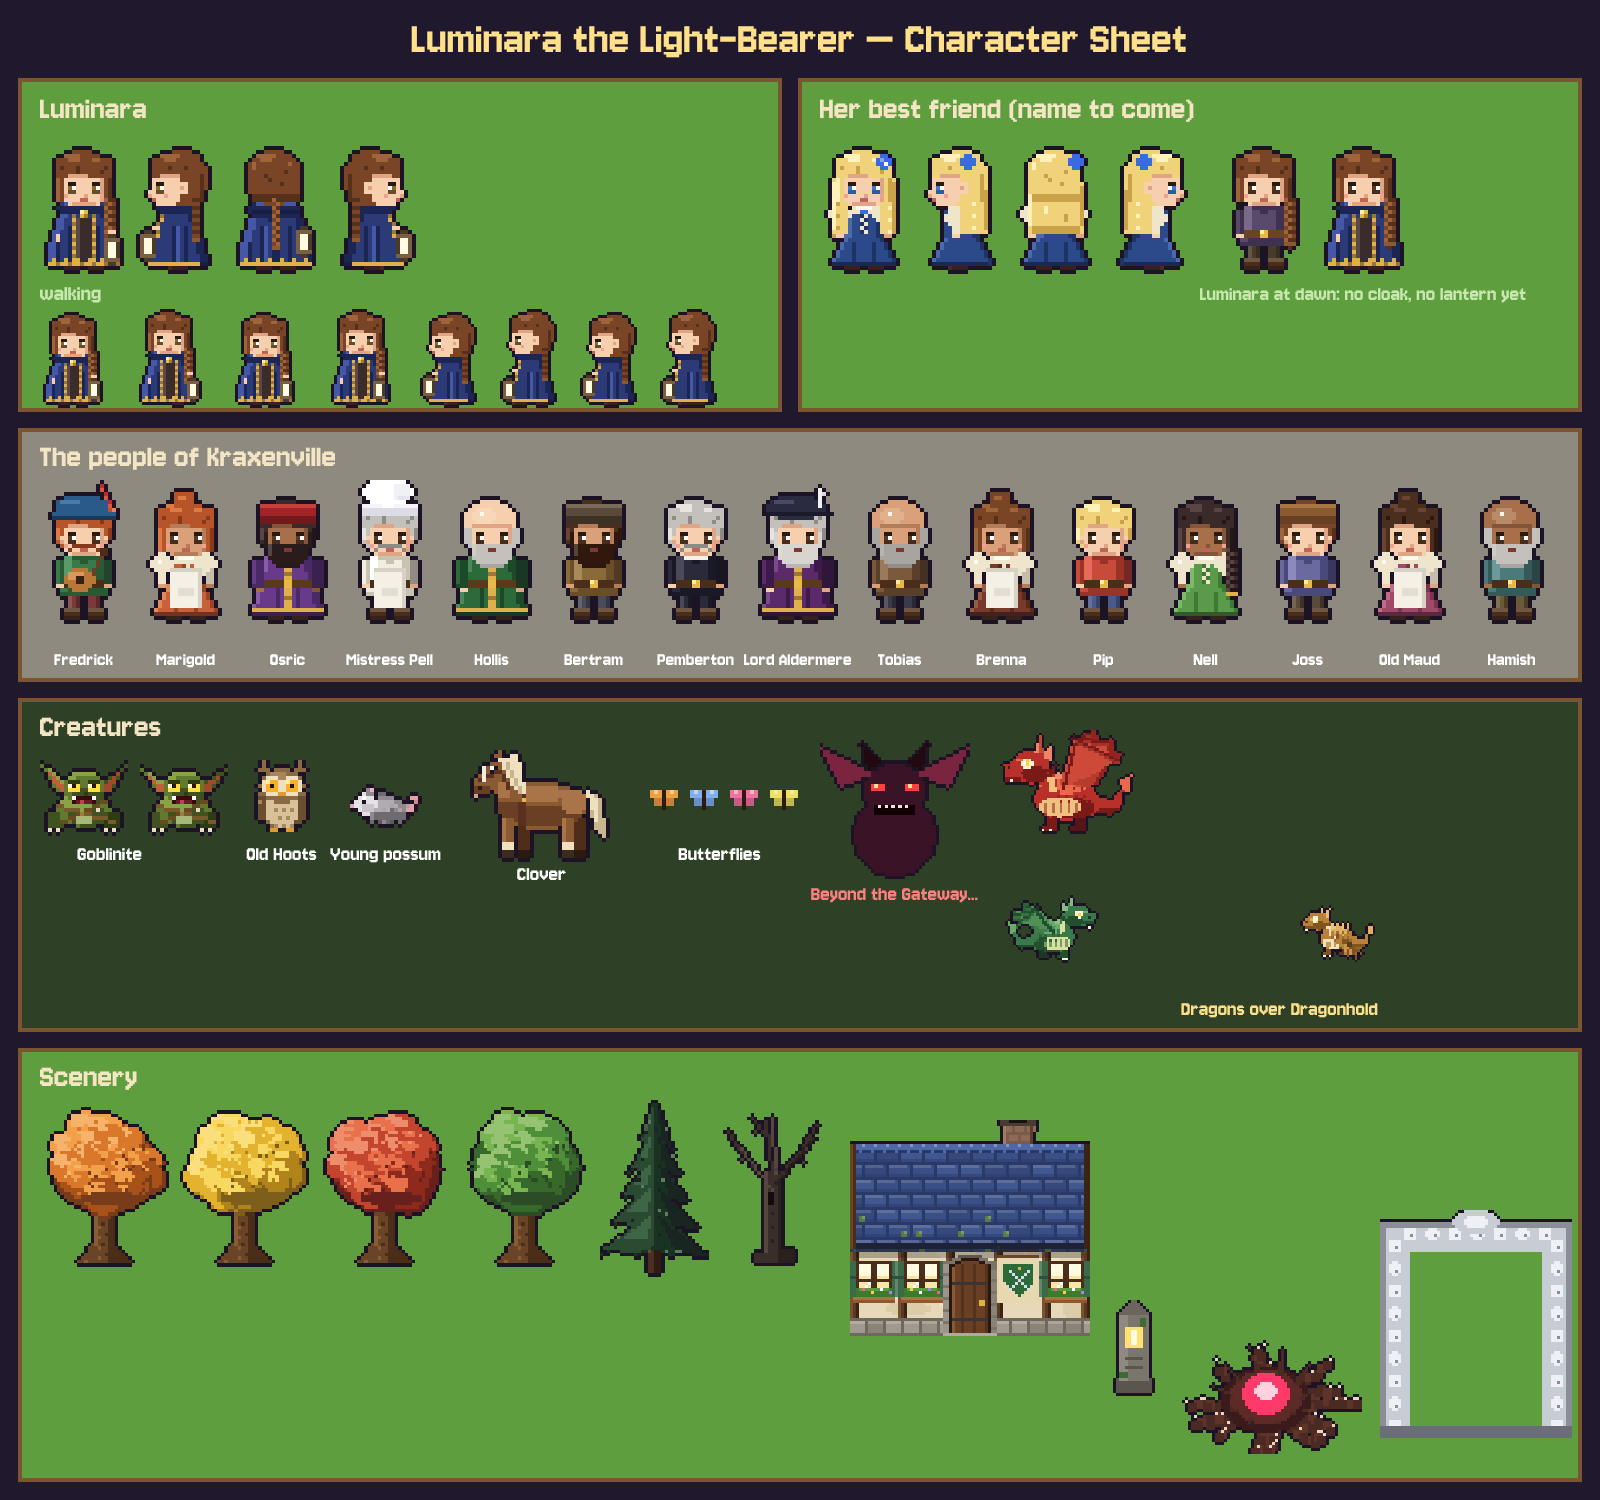 Luminara the Light-Bearer — Character Sheet
Luminara
walking
Her best friend (name to come)
Luminara at dawn: no cloak, no lantern yet
The people of Kraxenville
Fredrick
Marigold
Osric
Mistress Pell
Hollis
Bertram
Pemberton
Lord Aldermere
Tobias
Brenna
Pip
Nell
Joss
Old Maud
Hamish
Creatures
Goblinite
Old Hoots
Young possum
Clover
Butterflies
Beyond the Gateway...
Dragons over Dragonhold
Scenery